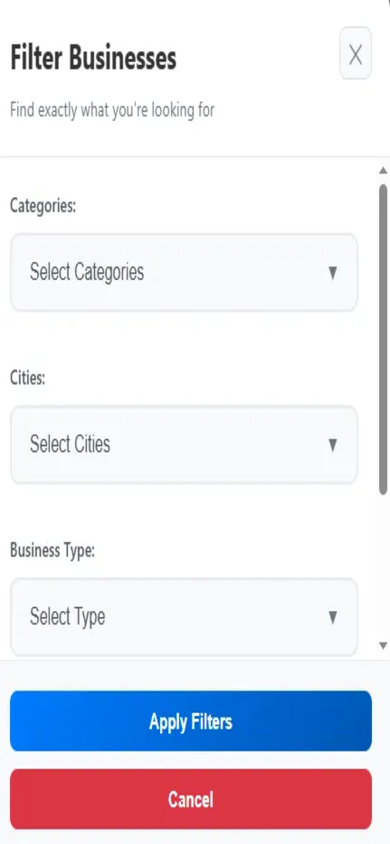 Filter Businesses
X
Find exactly what you're looking for
Categories:
Select Categories
Cities:
Select Cities
Business Type:
Select Type
Apply Filters
Cancel